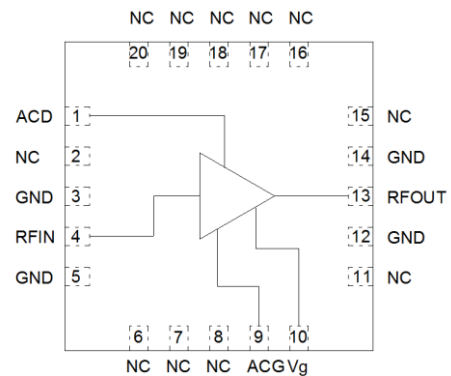 NC NC NC NC NC
20 19 18 17 16
ACD 1 15 NC
NC 2 14 GND
GND 3 13 RFOUT
RFIN 4 12 GND
GND 5 11 NC
6 7 8 9 10
NC NC NC ACG Vg